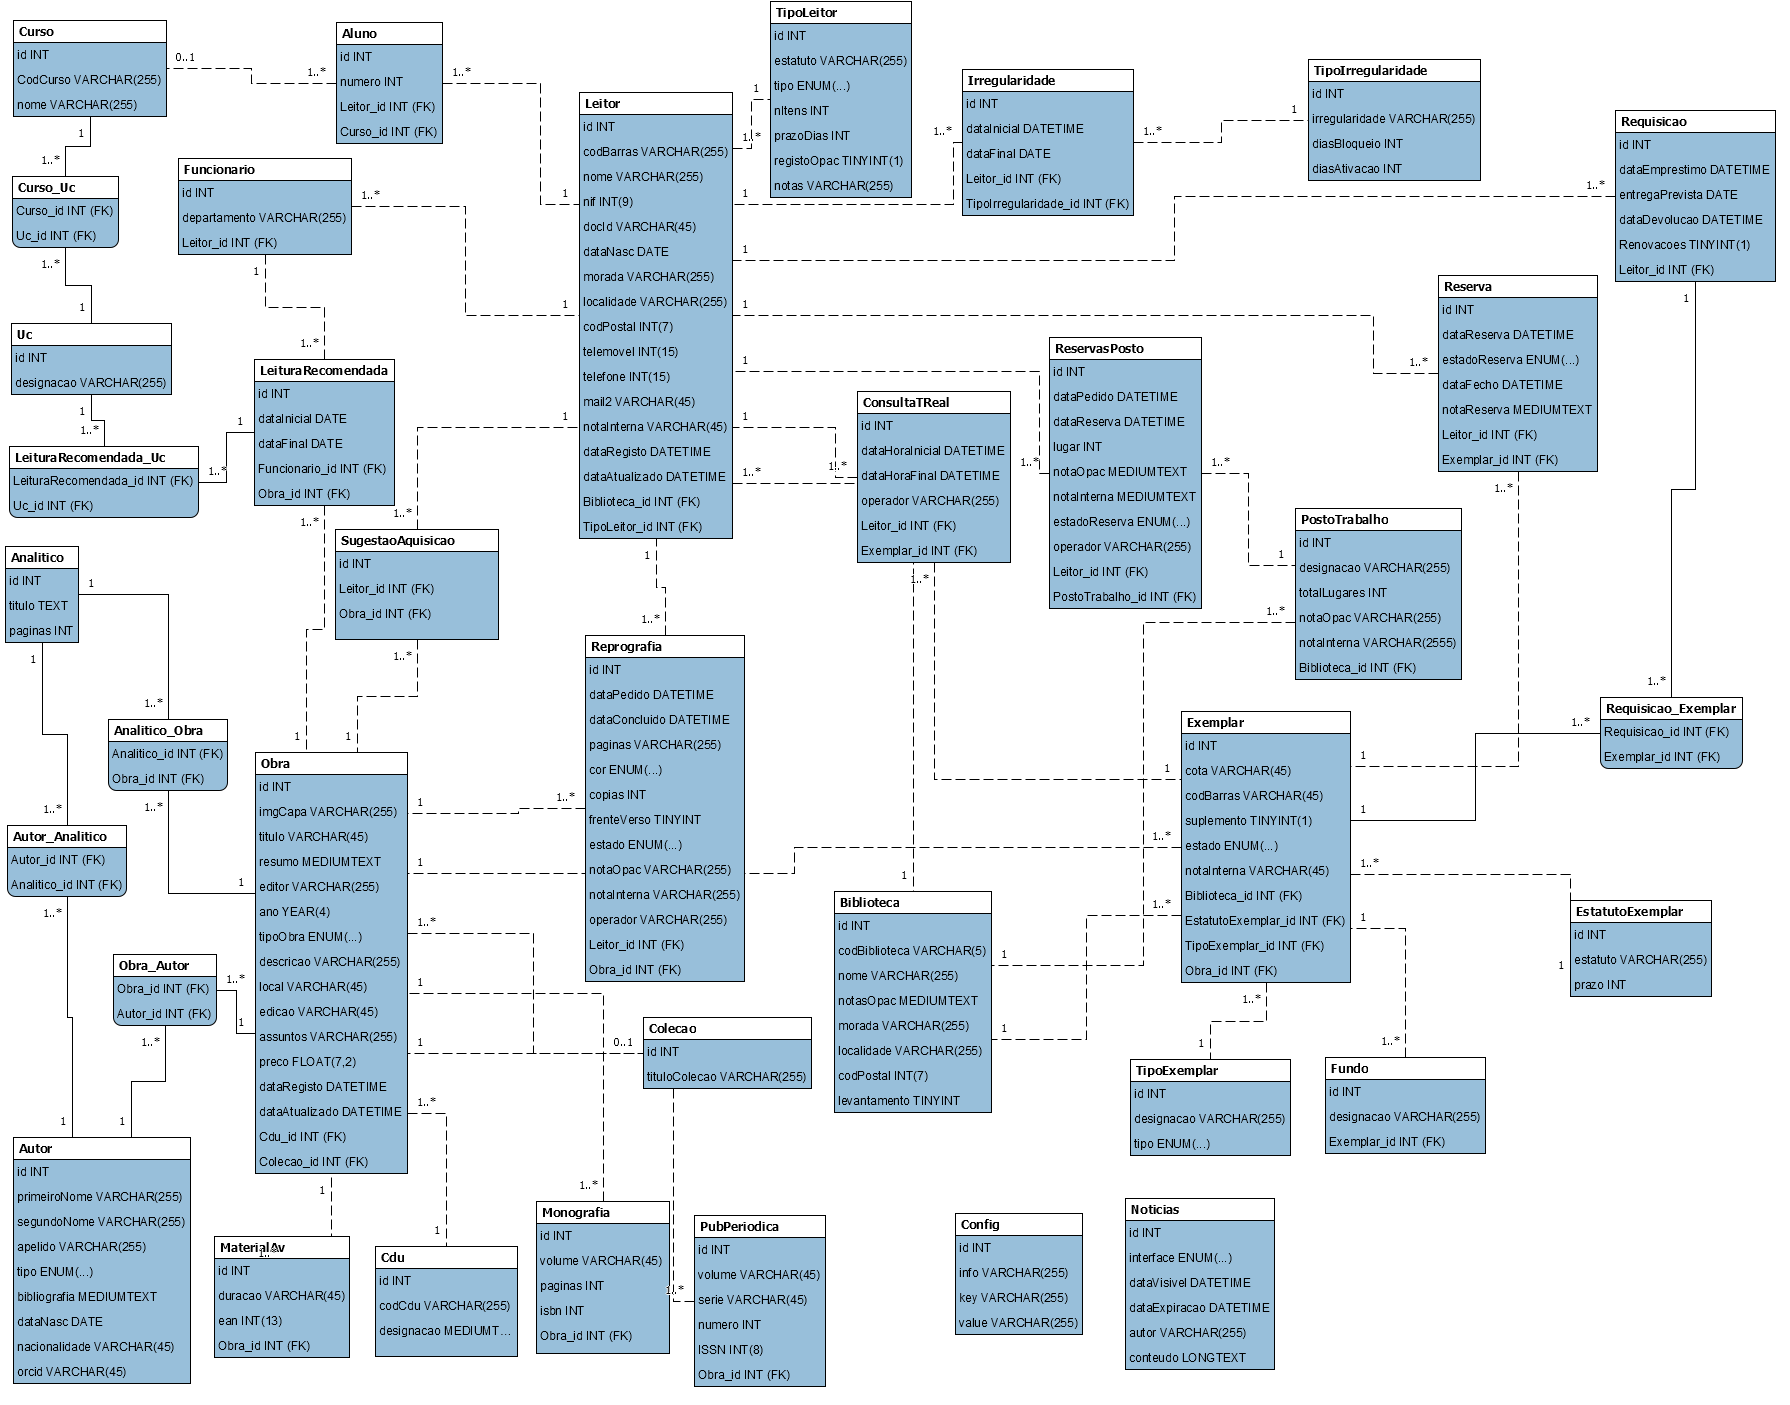 Curso
id INT
CodCurso VARCHAR(255)
nome VARCHAR(255)
0..1
1..*
Aluno
id INT
numero INT
Leitor_id INT (FK)
Curso_id INT (FK)
1..*
1
1
1..*
Curso_Uc
Curso_id INT (FK)
Uc_id INT (FK)
1..*
1
Uc
id INT
designacao VARCHAR(255)
1
1..*
LeituraRecomendada_Uc
LeituraRecomendada_id INT (FK)
Uc_id INT (FK)
1..*
1
Funcionario
id INT
departamento VARCHAR(255)
Leitor_id INT (FK)
1..*
1
1
1..*
LeituraRecomendada
id INT
dataInicial DATE
dataFinal DATE
Funcionario_id INT (FK)
Obra_id INT (FK)
1..*
1
SugestaoAquisicao
id INT
Leitor_id INT (FK)
Obra_id INT (FK)
1..*
1
1..*
1
Leitor
id INT
codBarras VARCHAR(255)
nome VARCHAR(255)
nif INT(9)
docId VARCHAR(45)
dataNasc DATE
morada VARCHAR(255)
localidade VARCHAR(255)
codPostal INT(7)
telemovel INT(15)
telefone INT(15)
mail2 VARCHAR(45)
notaInterna VARCHAR(45)
dataRegisto DATETIME
dataAtualizado DATETIME
Biblioteca_id INT (FK)
TipoLeitor_id INT (FK)
1
1..*
1
1
1
1
1
1..*
1
1..*
TipoLeitor
id INT
estatuto VARCHAR(255)
tipo ENUM(...)
nItens INT
prazoDias INT
registoOpac TINYINT(1)
notas VARCHAR(255)
Irregularidade
id INT
dataInicial DATETIME
dataFinal DATE
Leitor_id INT (FK)
TipoIrregularidade_id INT (FK)
1..*
1..*
1
TipoIrregularidade
id INT
irregularidade VARCHAR(255)
diasBloqueio INT
diasAtivacao INT
Requisicao
id INT
dataEmprestimo DATETIME
entregaPrevista DATE
dataDevolucao DATETIME
Renovacoes TINYINT(1)
Leitor_id INT (FK)
1..*
1
1..*
Reserva
id INT
dataReserva DATETIME
estadoReserva ENUM(...)
dataFecho DATETIME
notaReserva MEDIUMTEXT
Leitor_id INT (FK)
Exemplar_id INT (FK)
1..*
1..*
ReservasPosto
id INT
dataPedido DATETIME
dataReserva DATETIME
lugar INT
notaOpac MEDIUMTEXT
notaInterna MEDIUMTEXT
estadoReserva ENUM(...)
operador VARCHAR(255)
Leitor_id INT (FK)
PostoTrabalho_id INT (FK)
1..*
1..*
1
ConsultaTReal
id INT
dataHoraInicial DATETIME
dataHoraFinal DATETIME
operador VARCHAR(255)
Leitor_id INT (FK)
Exemplar_id INT (FK)
1..*
1..*
1
PostoTrabalho
id INT
designacao VARCHAR(255)
totalLugares INT
notaOpac VARCHAR(255)
notaInterna VARCHAR(2555)
Biblioteca_id INT (FK)
1..*
1
Requisicao_Exemplar
Requisicao_id INT (FK)
Exemplar_id INT (FK)
1..*
Analitico
id INT
titulo TEXT
paginas INT
1
1
1..*
Analitico_Obra
Analitico_id INT (FK)
Obra_id INT (FK)
1..*
1
1..*
Autor_Analitico
Autor_id INT (FK)
Analitico_id INT (FK)
1..*
1
Obra_Autor
Obra_id INT (FK)
Autor_id INT (FK)
1..*
1
1..*
1
Autor
id INT
primeiroNome VARCHAR(255)
segundoNome VARCHAR(255)
apelido VARCHAR(255)
tipo ENUM(...)
bibliografia MEDIUMTEXT
dataNasc DATE
nacionalidade VARCHAR(45)
orcid VARCHAR(45)
Obra
id INT
imgCapa VARCHAR(255)
titulo VARCHAR(45)
resumo MEDIUMTEXT
editor VARCHAR(255)
ano YEAR(4)
tipoObra ENUM(...)
descricao VARCHAR(255)
local VARCHAR(45)
edicao VARCHAR(45)
assuntos VARCHAR(255)
preco FLOAT(7,2)
dataRegisto DATETIME
dataAtualizado DATETIME
Cdu_id INT (FK)
Colecao_id INT (FK)
1
1..*
1
1..*
1
1
1..*
1
Reprografia
id INT
dataPedido DATETIME
dataConcluido DATETIME
paginas VARCHAR(255)
cor ENUM(...)
copias INT
frenteVerso TINYINT
estado ENUM(...)
notaOpac VARCHAR(255)
notaInterna VARCHAR(255)
operador VARCHAR(255)
Leitor_id INT (FK)
Obra_id INT (FK)
Exemplar
id INT
cota VARCHAR(45)
codBarras VARCHAR(45)
suplemento TINYINT(1)
estado ENUM(...)
notaInterna VARCHAR(45)
Biblioteca_id INT (FK)
EstatutoExemplar_id INT (FK)
TipoExemplar_id INT (FK)
Obra_id INT (FK)
1
1..*
1..*
1
1
1..*
1
1..*
Biblioteca
id INT
codBiblioteca VARCHAR(5)
nome VARCHAR(255)
notasOpac MEDIUMTEXT
morada VARCHAR(255)
localidade VARCHAR(255)
codPostal INT(7)
levantamento TINYINT
1
1
EstatutoExemplar
id INT
estatuto VARCHAR(255)
prazo INT
1
TipoExemplar
id INT
designacao VARCHAR(255)
tipo ENUM(...)
1
Fundo
id INT
designacao VARCHAR(255)
Exemplar_id INT (FK)
1..*
Colecao
id INT
tituloColecao VARCHAR(255)
0..1
MaterialAv
1..*
id INT
duracao VARCHAR(45)
ean INT(13)
Obra_id INT (FK)
1
Cdu
id INT
codCdu VARCHAR(255)
designacao MEDIUMT...
1..*
Monografia
id INT
volume VARCHAR(45)
paginas INT
isbn INT
Obra_id INT (FK)
PubPeriodica
id INT
volume VARCHAR(45)
serie VARCHAR(45)
numero INT
ISSN INT(8)
Obra_id INT (FK)
1..*
Config
id INT
info VARCHAR(255)
key VARCHAR(255)
value VARCHAR(255)
Noticias
id INT
interface ENUM(...)
dataVisivel DATETIME
dataExpiracao DATETIME
autor VARCHAR(255)
conteudo LONGTEXT